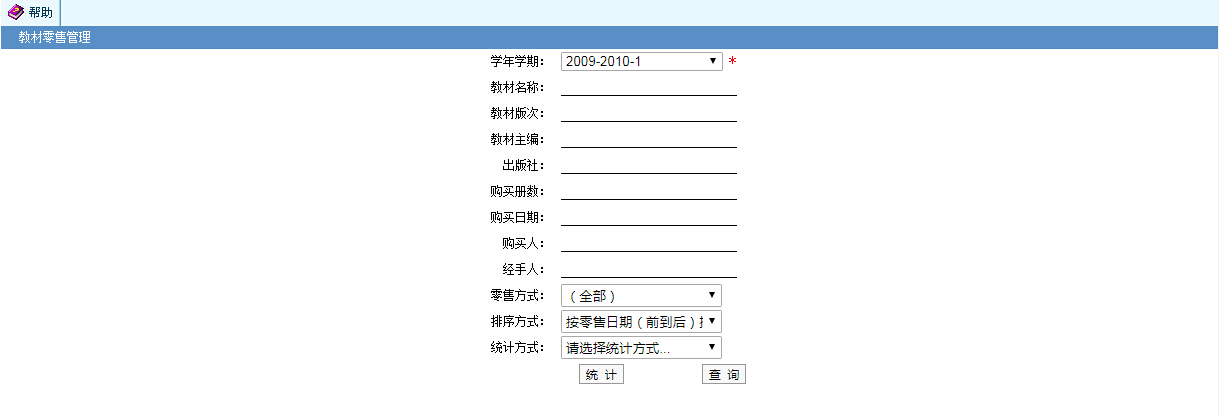 帮助
教材零售管理
学年学期： 2009-2010-1 *
教材名称：
教材版次：
教材主编：
出版社：
购买册数：
购买日期：
购买人：
经手人：
零售方式： （全部）
排序方式： 按零售日期（前到后）
统计方式： 请选择统计方式...
统 计 查 询